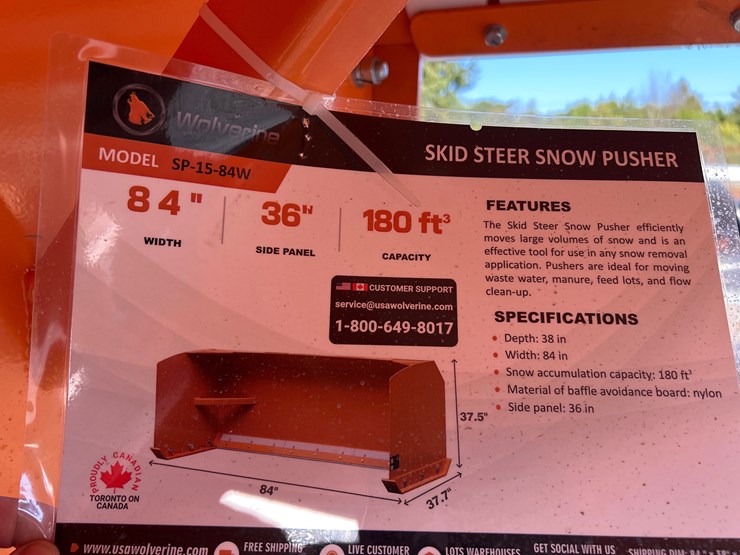 Wolverine
MODEL SP-15-84W
SKID STEER SNOW PUSHER
84"
WIDTH
36"
SIDE PANEL
180 ft³
CAPACITY
CUSTOMER SUPPORT
service@usawolverine.com
1-800-649-8017
FEATURES
The Skid Steer Snow Pusher efficiently
moves large volumes of snow and is an
effective tool for use in any snow removal
application. Pushers are ideal for moving
waste water, manure, feed lots, and flow
clean-up.
SPECIFICATIONS
• Depth: 38 in
• Width: 84 in
• Snow accumulation capacity: 180 ft³
• Material of baffle avoidance board: nylon
• Side panel: 36 in
37.5"
84"
37.7"
PROUDLY CANADIAN
TORONTO ON
CANADA
www.usawolverine.com
FREE SHIPPING
LIVE CUSTOMER
LOTS WAREHOUSES
GET SOCIAL WITH US